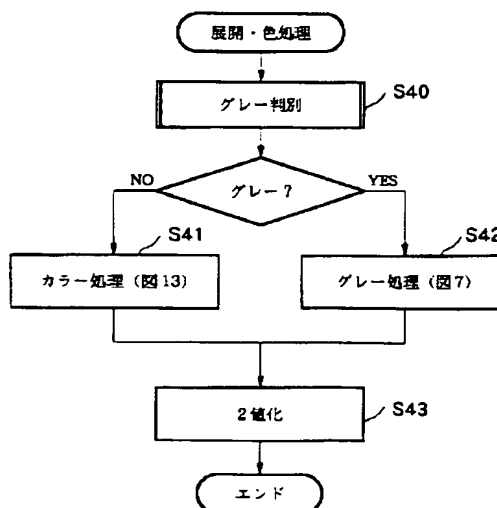 展開・色処理
グレー判別
S40
グレー?
NO
YES
S41
カラー処理(図13)
S42
グレー処理(図7)
2値化
S43
エンド